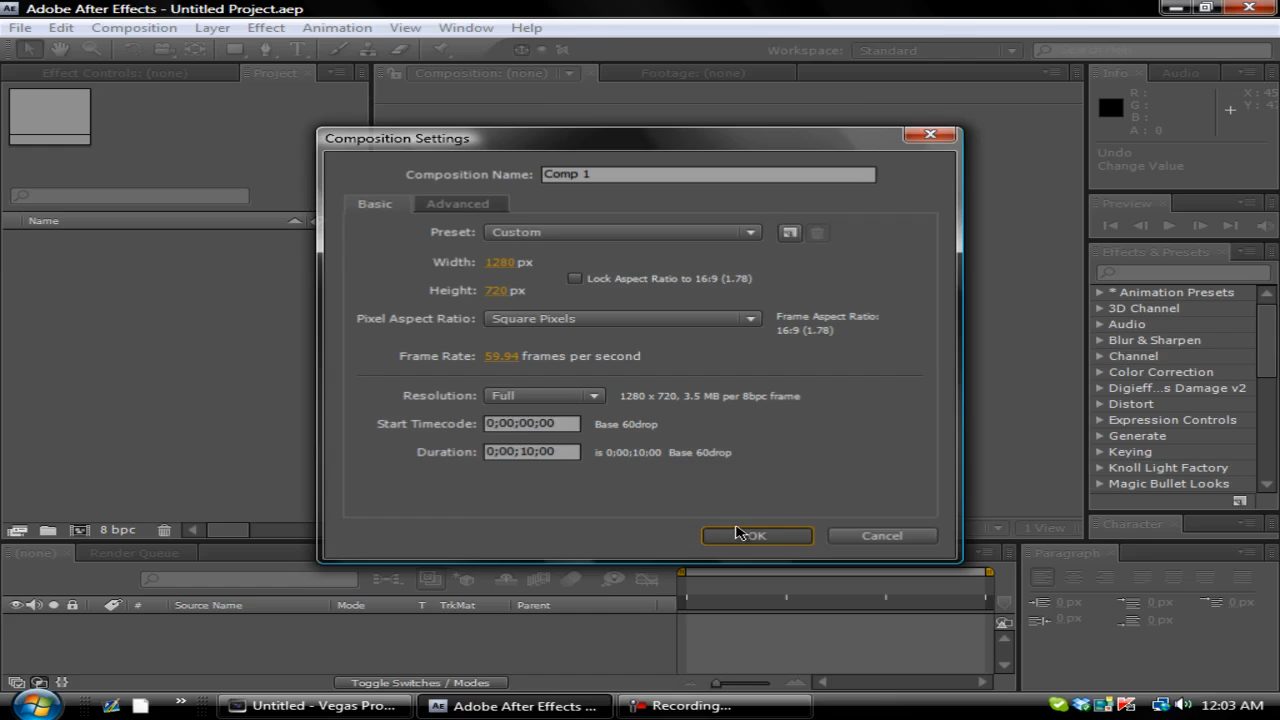 Adobe After Effects - Untitled Project.aep
File Edit Composition Layer Effect Animation View Window Help
Workspace: Standard
Effect Controls: (none) Project Composition: (none) Footage: (none) Info Audio
R:
G:
B:
A: 0
Undo
Change Value
Composition Settings
Composition Name: Comp 1
Basic Advanced
Preset: Custom
Width: 1280 px
Lock Aspect Ratio to 16:9 (1.78)
Height: 720 px
Pixel Aspect Ratio: Square Pixels
Frame Aspect Ratio:
16:9 (1.78)
Frame Rate: 59.94 frames per second
Resolution: Full 1280 x 720, 3.5 MB per 8bpc frame
Start Timecode: 0;00;00;00 Base 60drop
Duration: 0;00;10;00 is 0;00;10;00 Base 60drop
OK Cancel
Name
Preview
Effects & Presets
* Animation Presets
3D Channel
Audio
Blur & Sharpen
Channel
Color Correction
Digieff...s Damage v2
Distort
Expression Controls
Generate
Keying
Knoll Light Factory
Magic Bullet Looks
8 bpc
1 View
Character
(none) Render Queue
Paragraph
# Source Name Mode T TrkMat Parent
0 px 0 px 0 px
0 px 0 px
Toggle Switches / Modes
Untitled - Vegas Pro...
AE Adobe After Effects ...
Recording...
12:03 AM